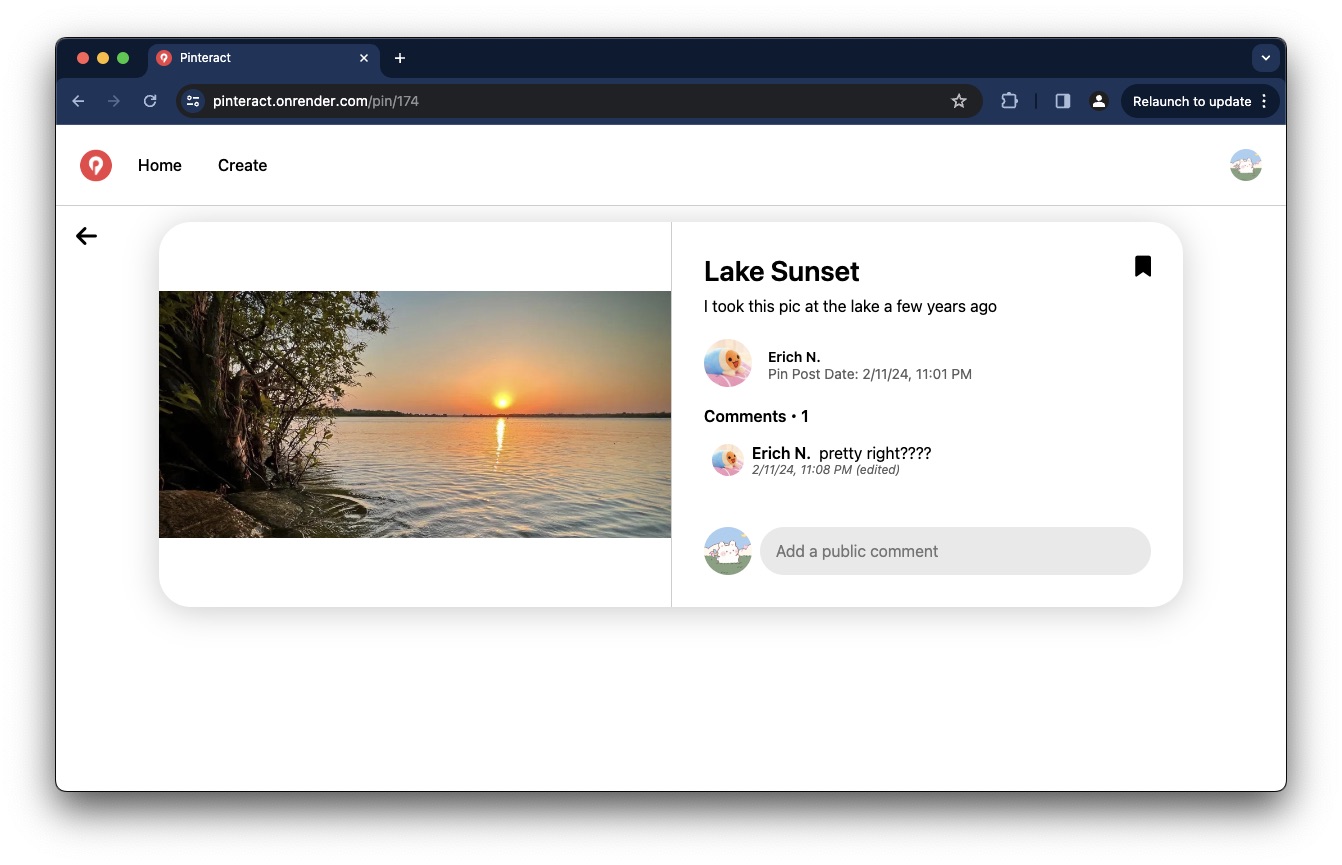 Pinteract
pinteract.onrender.com/pin/174
Relaunch to update
Home
Create
Lake Sunset
I took this pic at the lake a few years ago
Erich N.
Pin Post Date: 2/11/24, 11:01 PM
Comments • 1
Erich N. pretty right????
2/11/24, 11:08 PM (edited)
Add a public comment